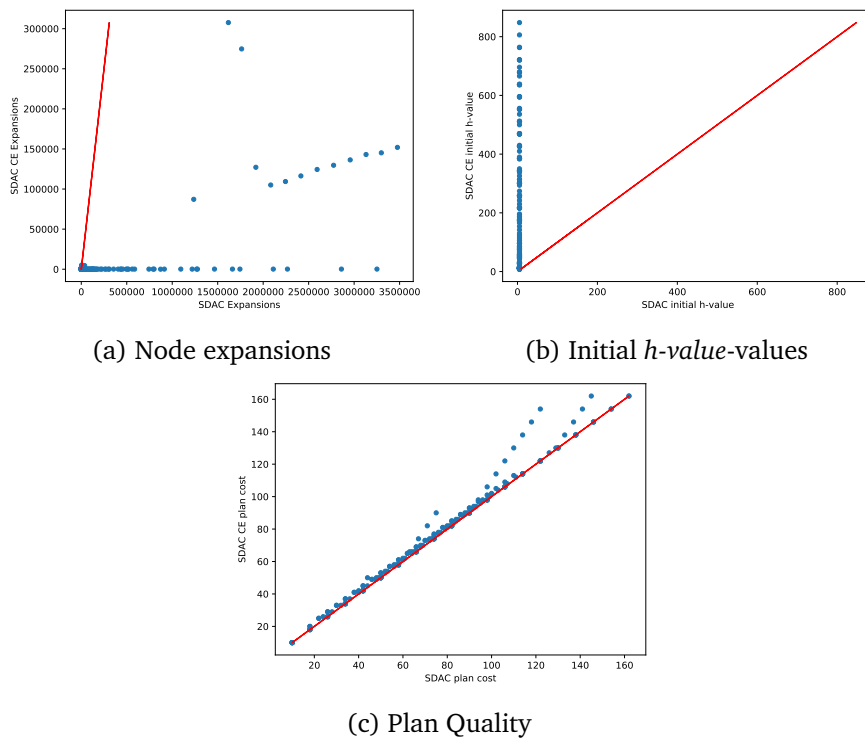 300000
250000
200000
150000
100000
50000
0
SDAC CE Expansions
0 500000 1000000 1500000 2000000 2500000 3000000 3500000
SDAC Expansions
(a) Node expansions
800
600
400
200
0
SDAC CE initial h-value
0 200 400 600 800
SDAC initial h-value
(b) Initial h-value-values
160
140
120
100
80
60
40
20
SDAC CE plan cost
20 40 60 80 100 120 140 160
SDAC plan cost
(c) Plan Quality